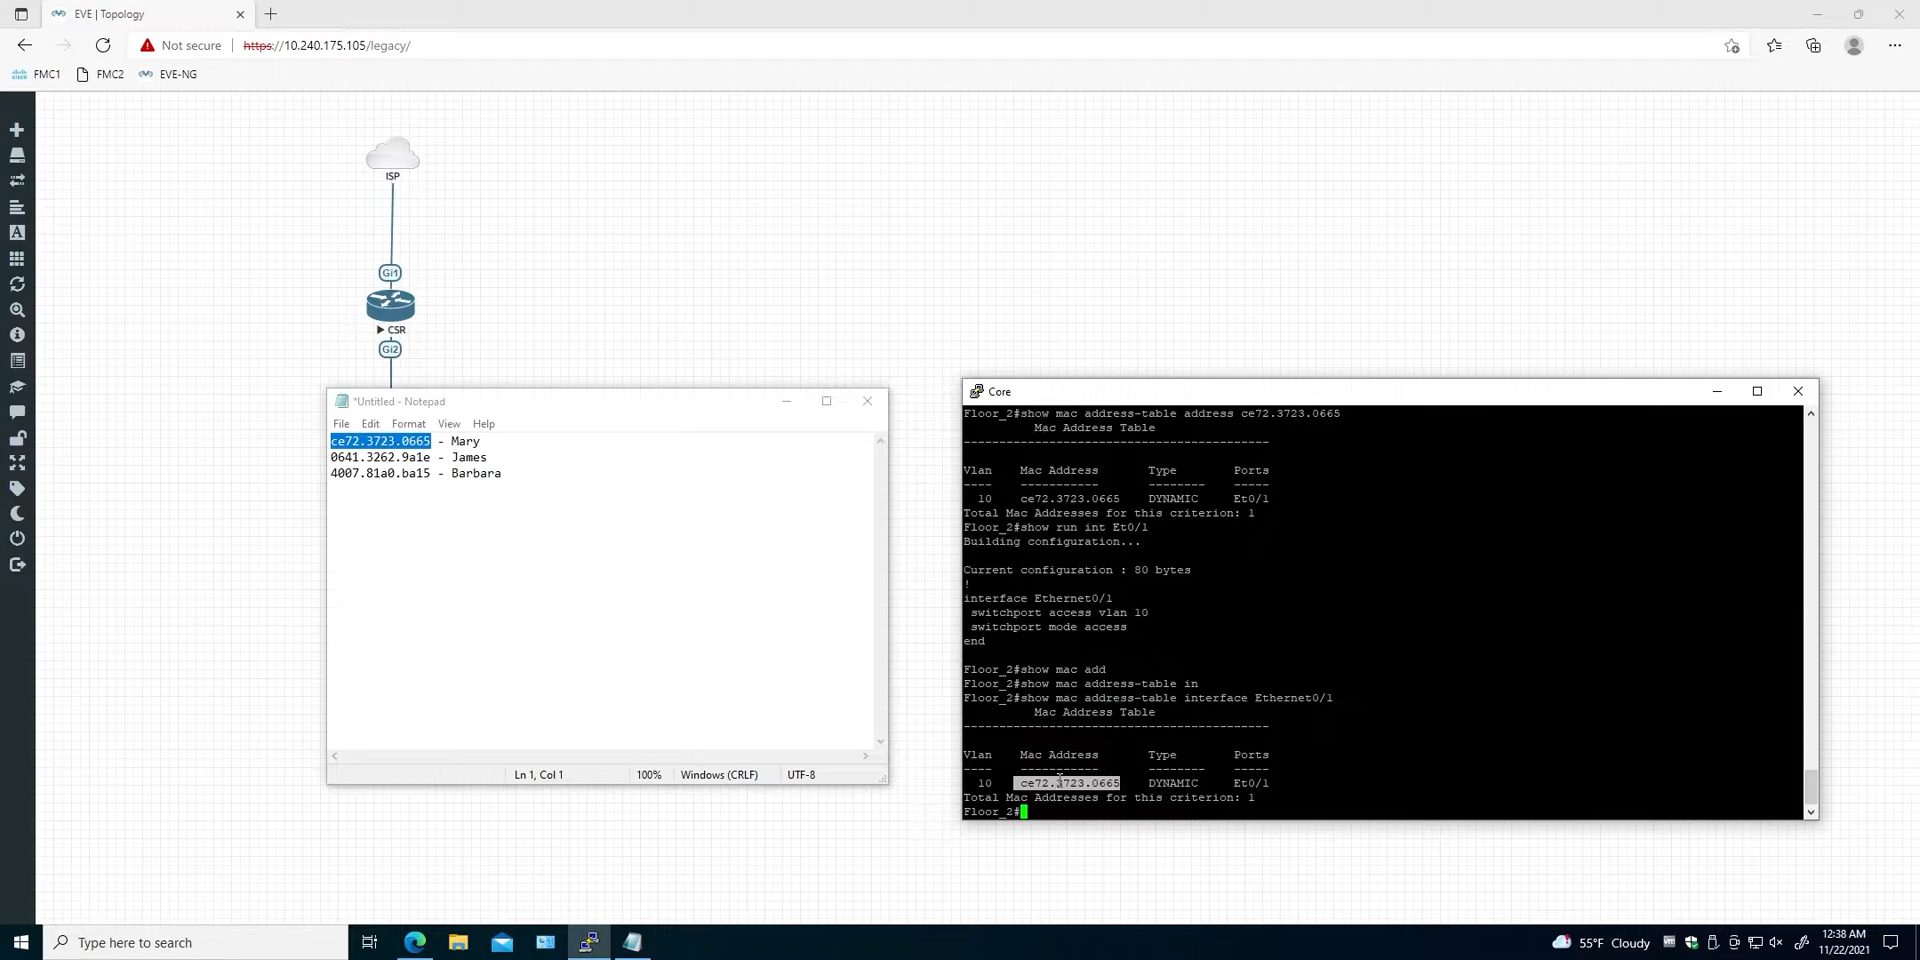 EVE | Topology
Not secure https://10.240.175.105/legacy/
FMC1 FMC2 EVE-NG
ISP
Gi1
CSR
Gi2
*Untitled - Notepad
File Edit Format View Help
ce72.3723.0665 - Mary
0641.3262.9a1e - James
4007.81a0.ba15 - Barbara
Ln 1, Col 1 100% Windows (CRLF) UTF-8
Core
Floor_2#show mac address-table address ce72.3723.0665
Mac Address Table
-------------------------------------------
Vlan Mac Address Type Ports
---- ----------- -------- -----
10 ce72.3723.0665 DYNAMIC Et0/1
Total Mac Addresses for this criterion: 1
Floor_2#show run int Et0/1
Building configuration...
Current configuration : 80 bytes
!
interface Ethernet0/1
switchport access vlan 10
switchport mode access
end
Floor_2#show mac add
Floor_2#show mac address-table in
Floor_2#show mac address-table interface Ethernet0/1
Mac Address Table
-------------------------------------------
Vlan Mac Address Type Ports
---- ----------- -------- -----
10 ce72.3723.0665 DYNAMIC Et0/1
Total Mac Addresses for this criterion: 1
Floor_2#
Type here to search
55°F Cloudy
12:38 AM
11/22/2021